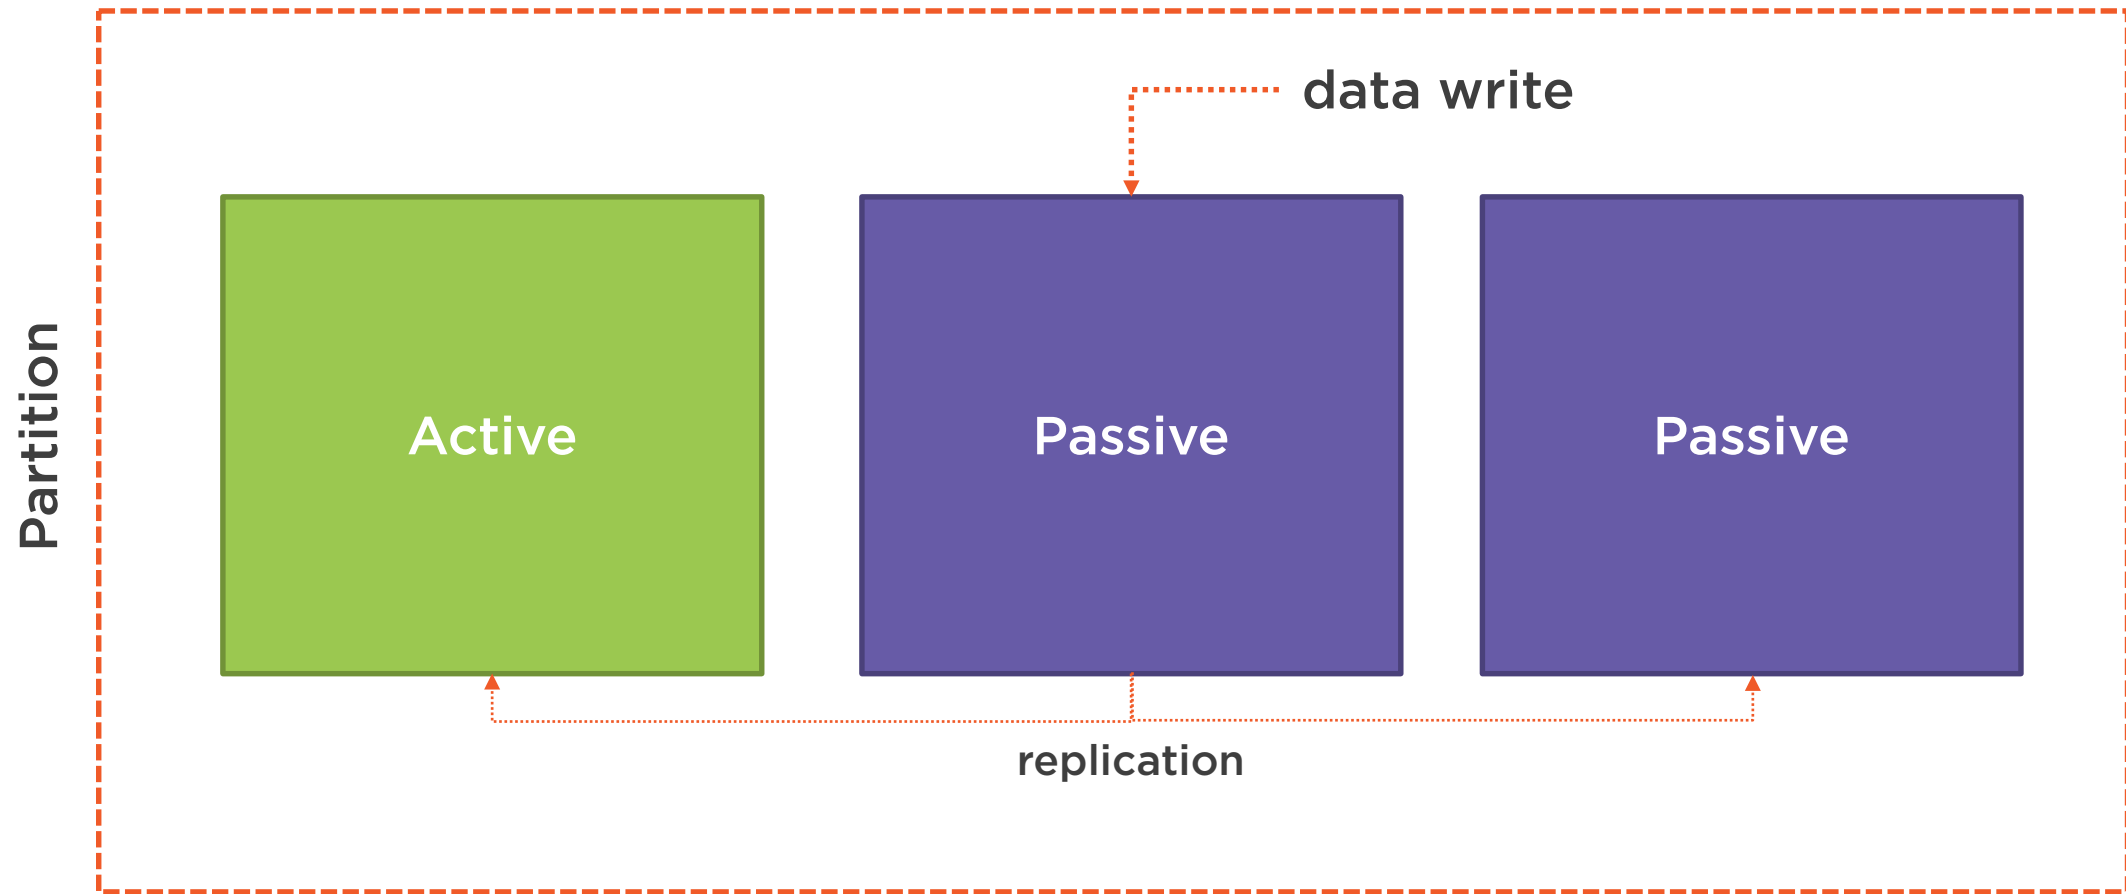 data write
Partition
Active
Passive
Passive
replication